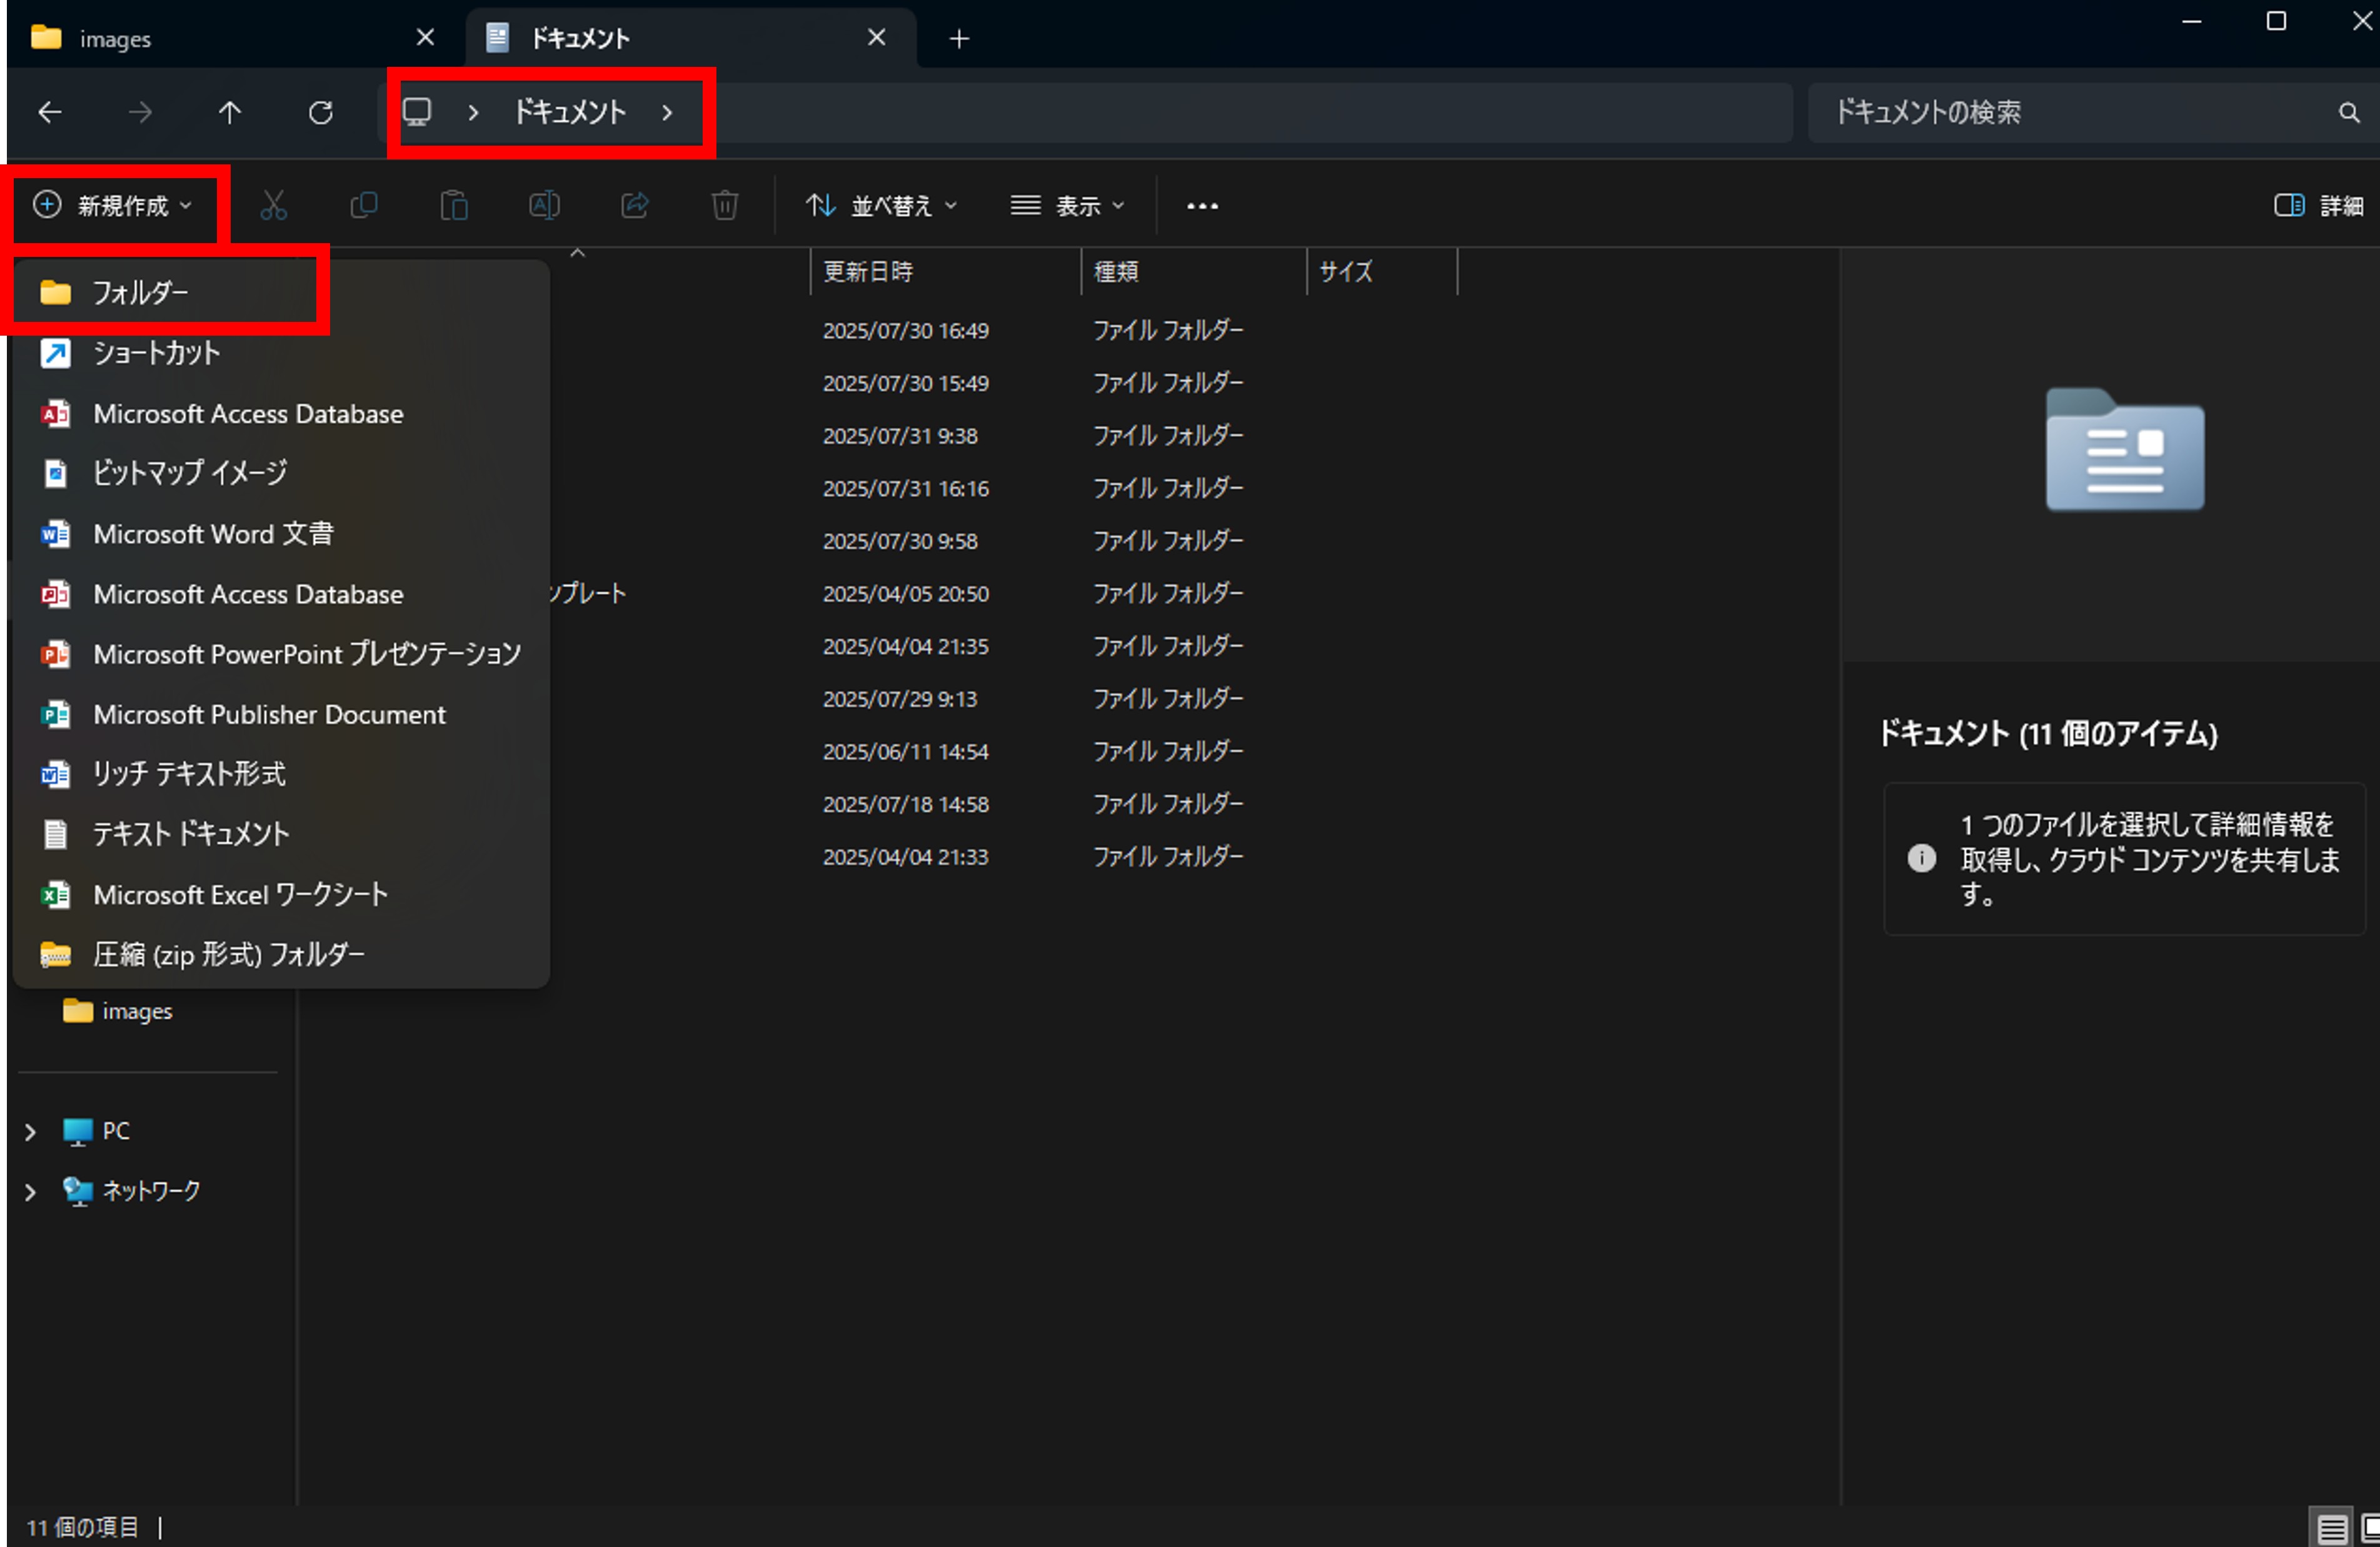 images
ドキュメント
ドキュメント
ドキュメントの検索
新規作成
並べ替え
表示
詳細
フォルダー
ショートカット
Microsoft Access Database
ビットマップ イメージ
Microsoft Word 文書
Microsoft Access Database
Microsoft PowerPoint プレゼンテーション
Microsoft Publisher Document
リッチ テキスト形式
テキスト ドキュメント
Microsoft Excel ワークシート
圧縮 (zip 形式) フォルダー
images
PC
ネットワーク
更新日時 種類 サイズ
2025/07/30 16:49 ファイル フォルダー
2025/07/30 15:49 ファイル フォルダー
2025/07/31 9:38 ファイル フォルダー
2025/07/31 16:16 ファイル フォルダー
2025/07/30 9:58 ファイル フォルダー
ンプレート 2025/04/05 20:50 ファイル フォルダー
2025/04/04 21:35 ファイル フォルダー
2025/07/29 9:13 ファイル フォルダー
2025/06/11 14:54 ファイル フォルダー
2025/07/18 14:58 ファイル フォルダー
2025/04/04 21:33 ファイル フォルダー
ドキュメント (11 個のアイテム)
1 つのファイルを選択して詳細情報を
取得し、クラウド コンテンツを共有しま
す。
11 個の項目